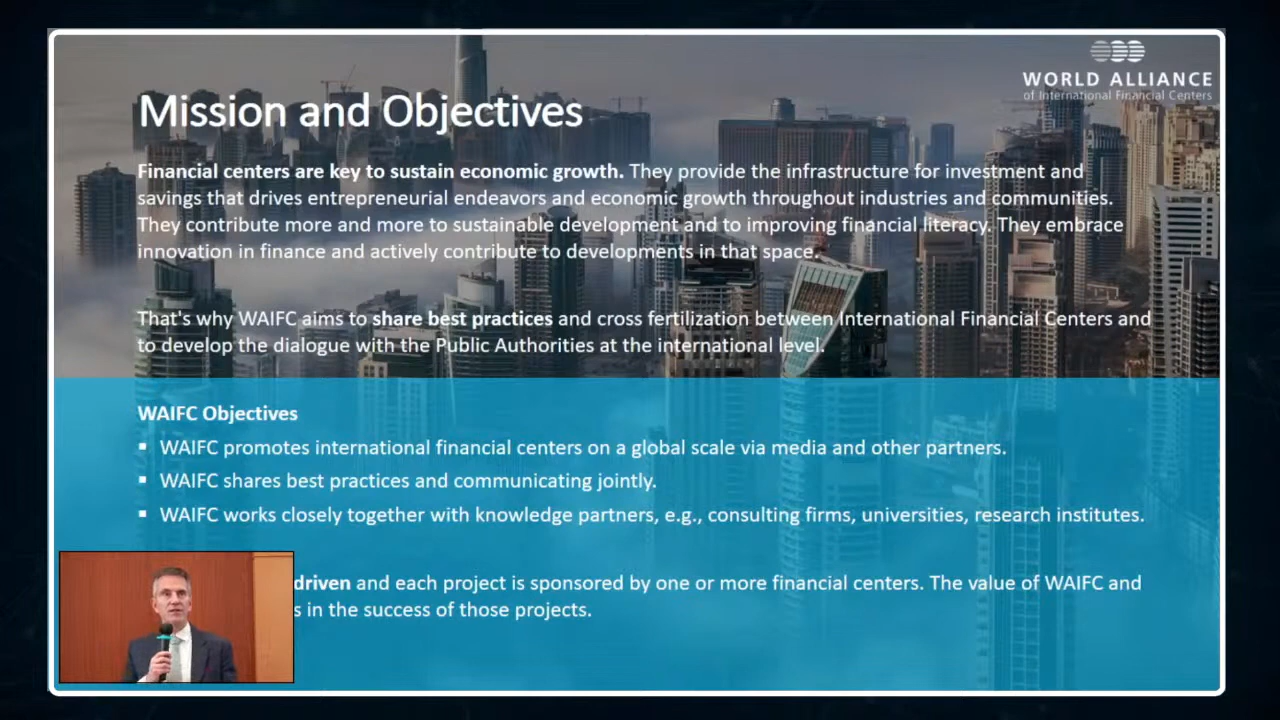 WORLD ALLIANCE
of International Financial Centers
Mission and Objectives
Financial centers are key to sustain economic growth. They provide the infrastructure for investment and
savings that drives entrepreneurial endeavors and economic growth throughout industries and communities.
They contribute more and more to sustainable development and to improving financial literacy. They embrace
innovation in finance and actively contribute to developments in that space.
That's why WAIFC aims to share best practices and cross fertilization between International Financial Centers and
to develop the dialogue with the Public Authorities at the international level.
WAIFC Objectives
▪ WAIFC promotes international financial centers on a global scale via media and other partners.
▪ WAIFC shares best practices and communicating jointly.
▪ WAIFC works closely together with knowledge partners, e.g., consulting firms, universities, research institutes.
driven and each project is sponsored by one or more financial centers. The value of WAIFC and
s in the success of those projects.